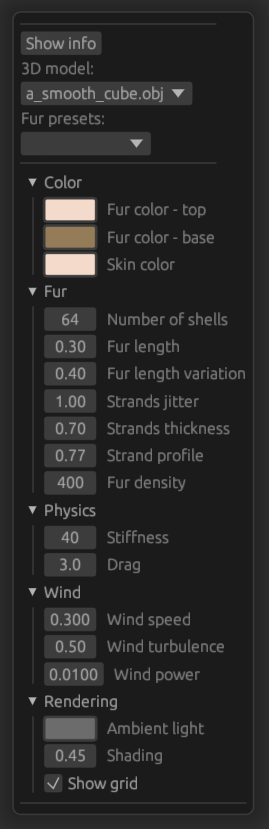 Show info
3D model:
a_smooth_cube.obj
Fur presets:
Color
Fur color - top
Fur color - base
Skin color
Fur
64 Number of shells
0.30 Fur length
0.40 Fur length variation
1.00 Strands jitter
0.70 Strands thickness
0.77 Strand profile
400 Fur density
Physics
40 Stiffness
3.0 Drag
Wind
0.300 Wind speed
0.50 Wind turbulence
0.0100 Wind power
Rendering
Ambient light
0.45 Shading
Show grid